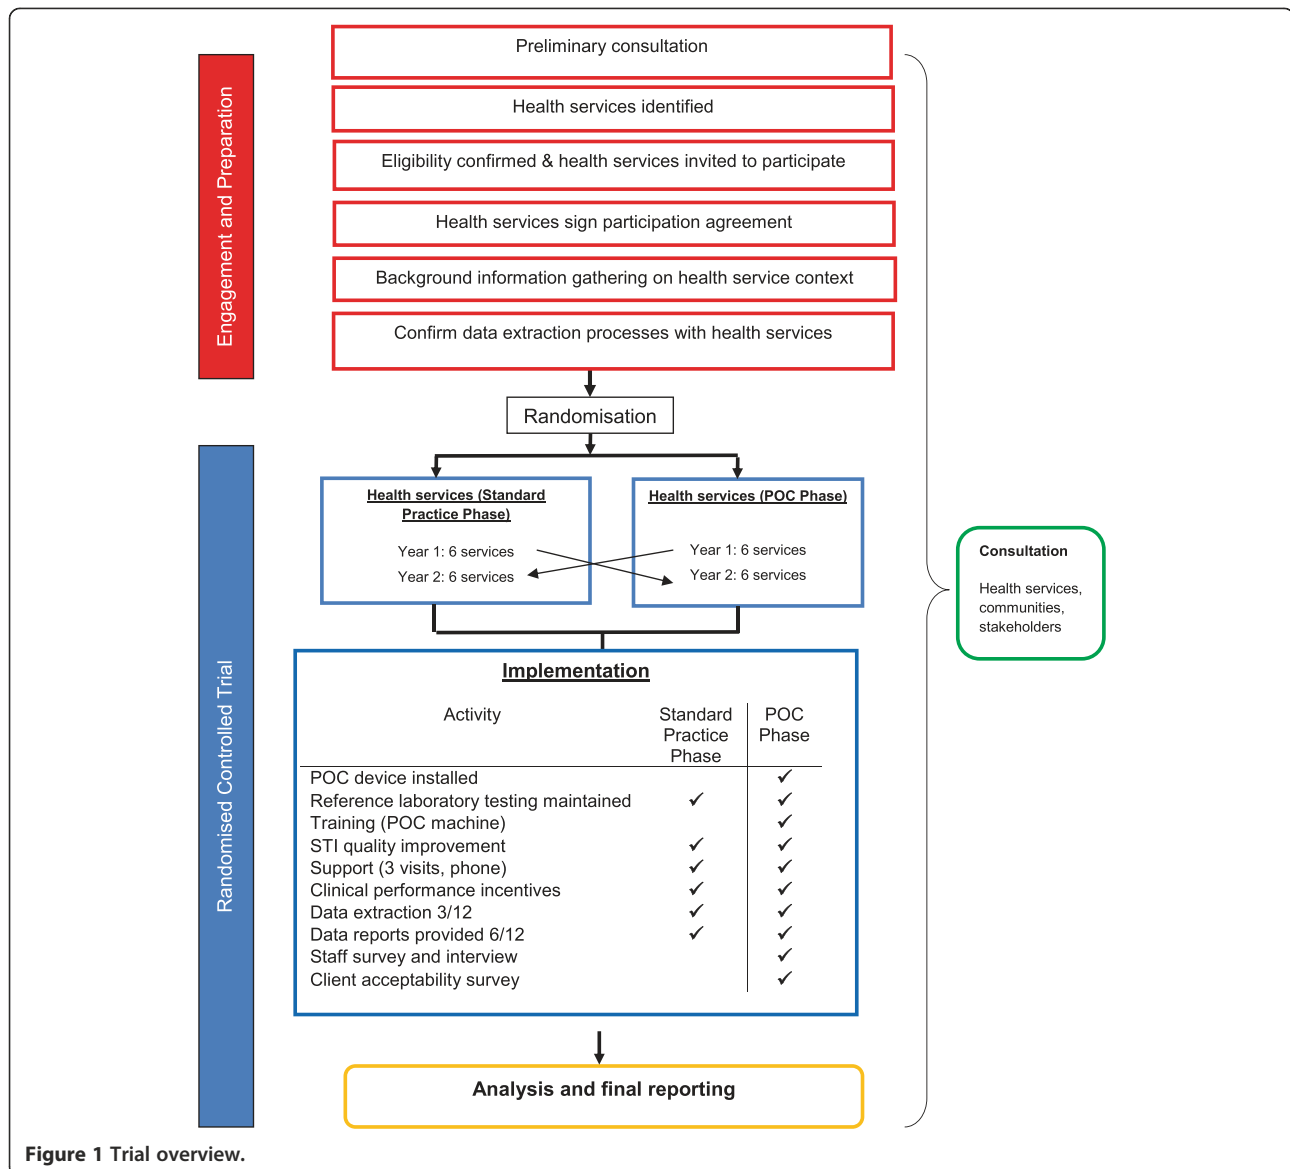 Preliminary consultation
Health services identified
Eligibility confirmed & health services invited to participate
Health services sign participation agreement
Background information gathering on health service context
Confirm data extraction processes with health services
Engagement and Preparation
Randomisation
Health services (Standard
Practice Phase)
Year 1: 6 services
Year 2: 6 services
Health services (POC Phase)
Year 1: 6 services
Year 2: 6 services
Consultation
Health services,
communities,
stakeholders
Randomised Controlled Trial
Implementation
Activity
Standard
Practice
Phase
POC
Phase
POC device installed ✓
Reference laboratory testing maintained ✓ ✓
Training (POC machine) ✓
STI quality improvement ✓ ✓
Support (3 visits, phone) ✓ ✓
Clinical performance incentives ✓ ✓
Data extraction 3/12 ✓ ✓
Data reports provided 6/12 ✓ ✓
Staff survey and interview ✓
Client acceptability survey ✓
Analysis and final reporting
Figure 1 Trial overview.